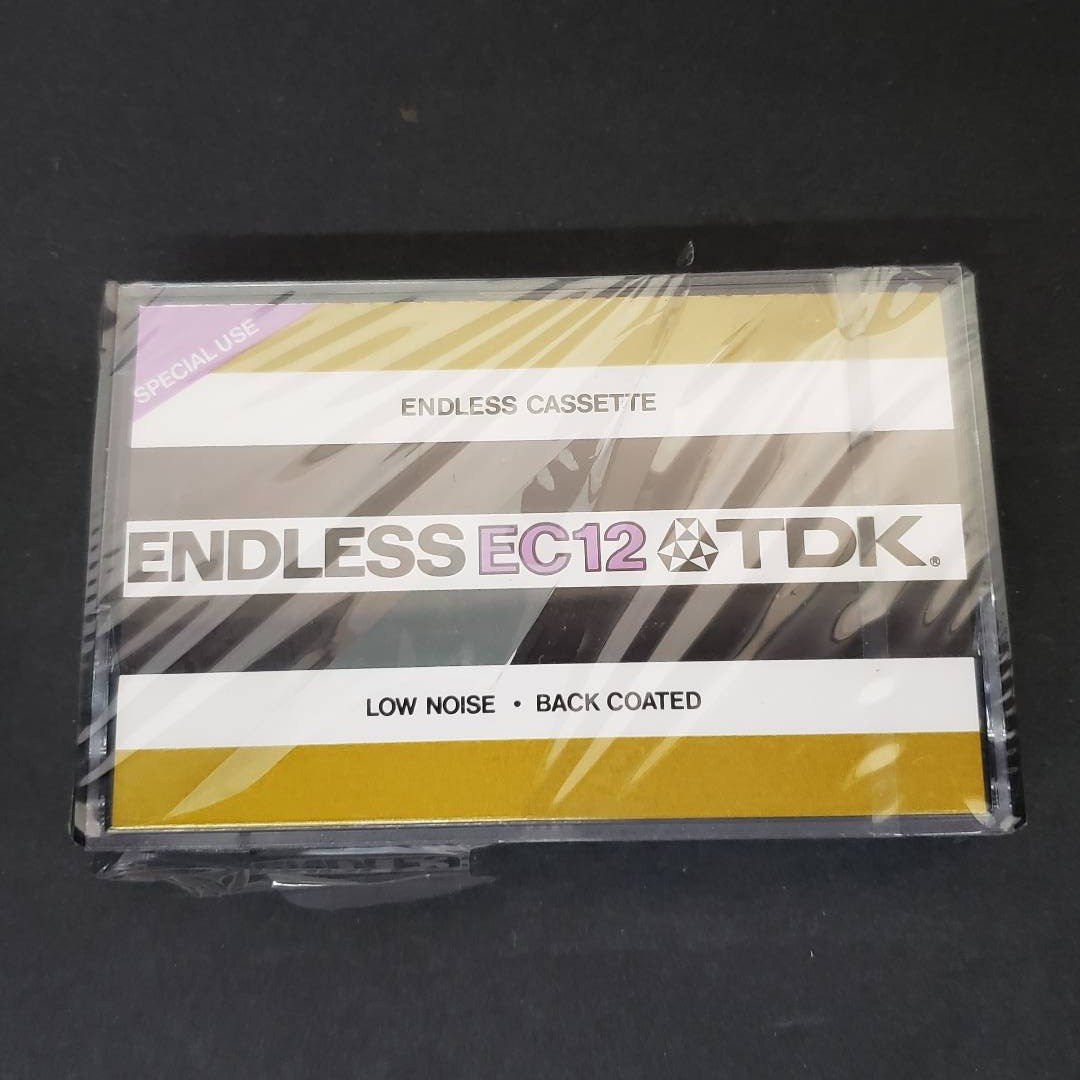 SPECIAL USE
ENDLESS CASSETTE
ENDLESS EC12 TDK®
LOW NOISE • BACK COATED